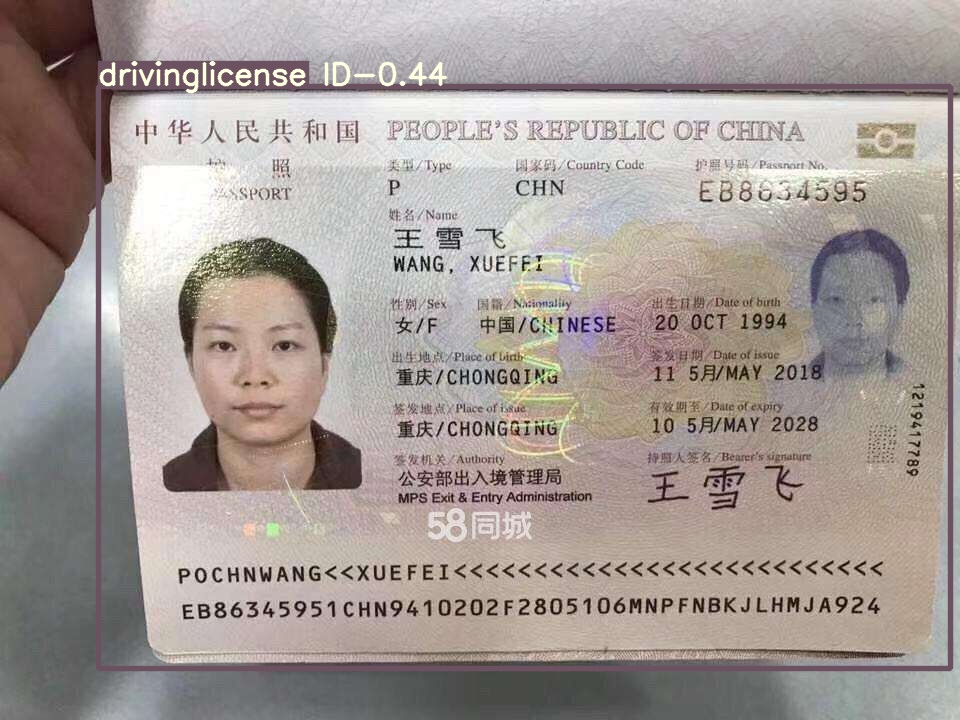 drivinglicense ID-0.44
中华人民共和国 PEOPLE'S REPUBLIC OF CHINA
护照 类型/Type 国家码/Country Code 护照号码/Passport No.
PASSPORT P CHN EB8634595
姓名/Name
王雪飞
WANG, XUEFEI
性别/Sex 国籍/Nationality 出生日期/Date of birth
女/F 中国/CHINESE 20 OCT 1994
出生地点/Place of birth 签发日期/Date of issue
重庆/CHONGQING 11 5月/MAY 2018
签发地点/Place of issue 有效期至/Date of expiry
重庆/CHONGQING 10 5月/MAY 2028
签发机关/Authority 持照人签名/Bearer's signature
公安部出入境管理局 王雪飞
MPS Exit & Entry Administration
1219417789
58同城
POCHNWANG<<XUEFEI<<<<<<<<<<<<<<<<<<<<<<<<<<<
EB86345951CHN9410202F2805106MNPFNBKJLHMJA924